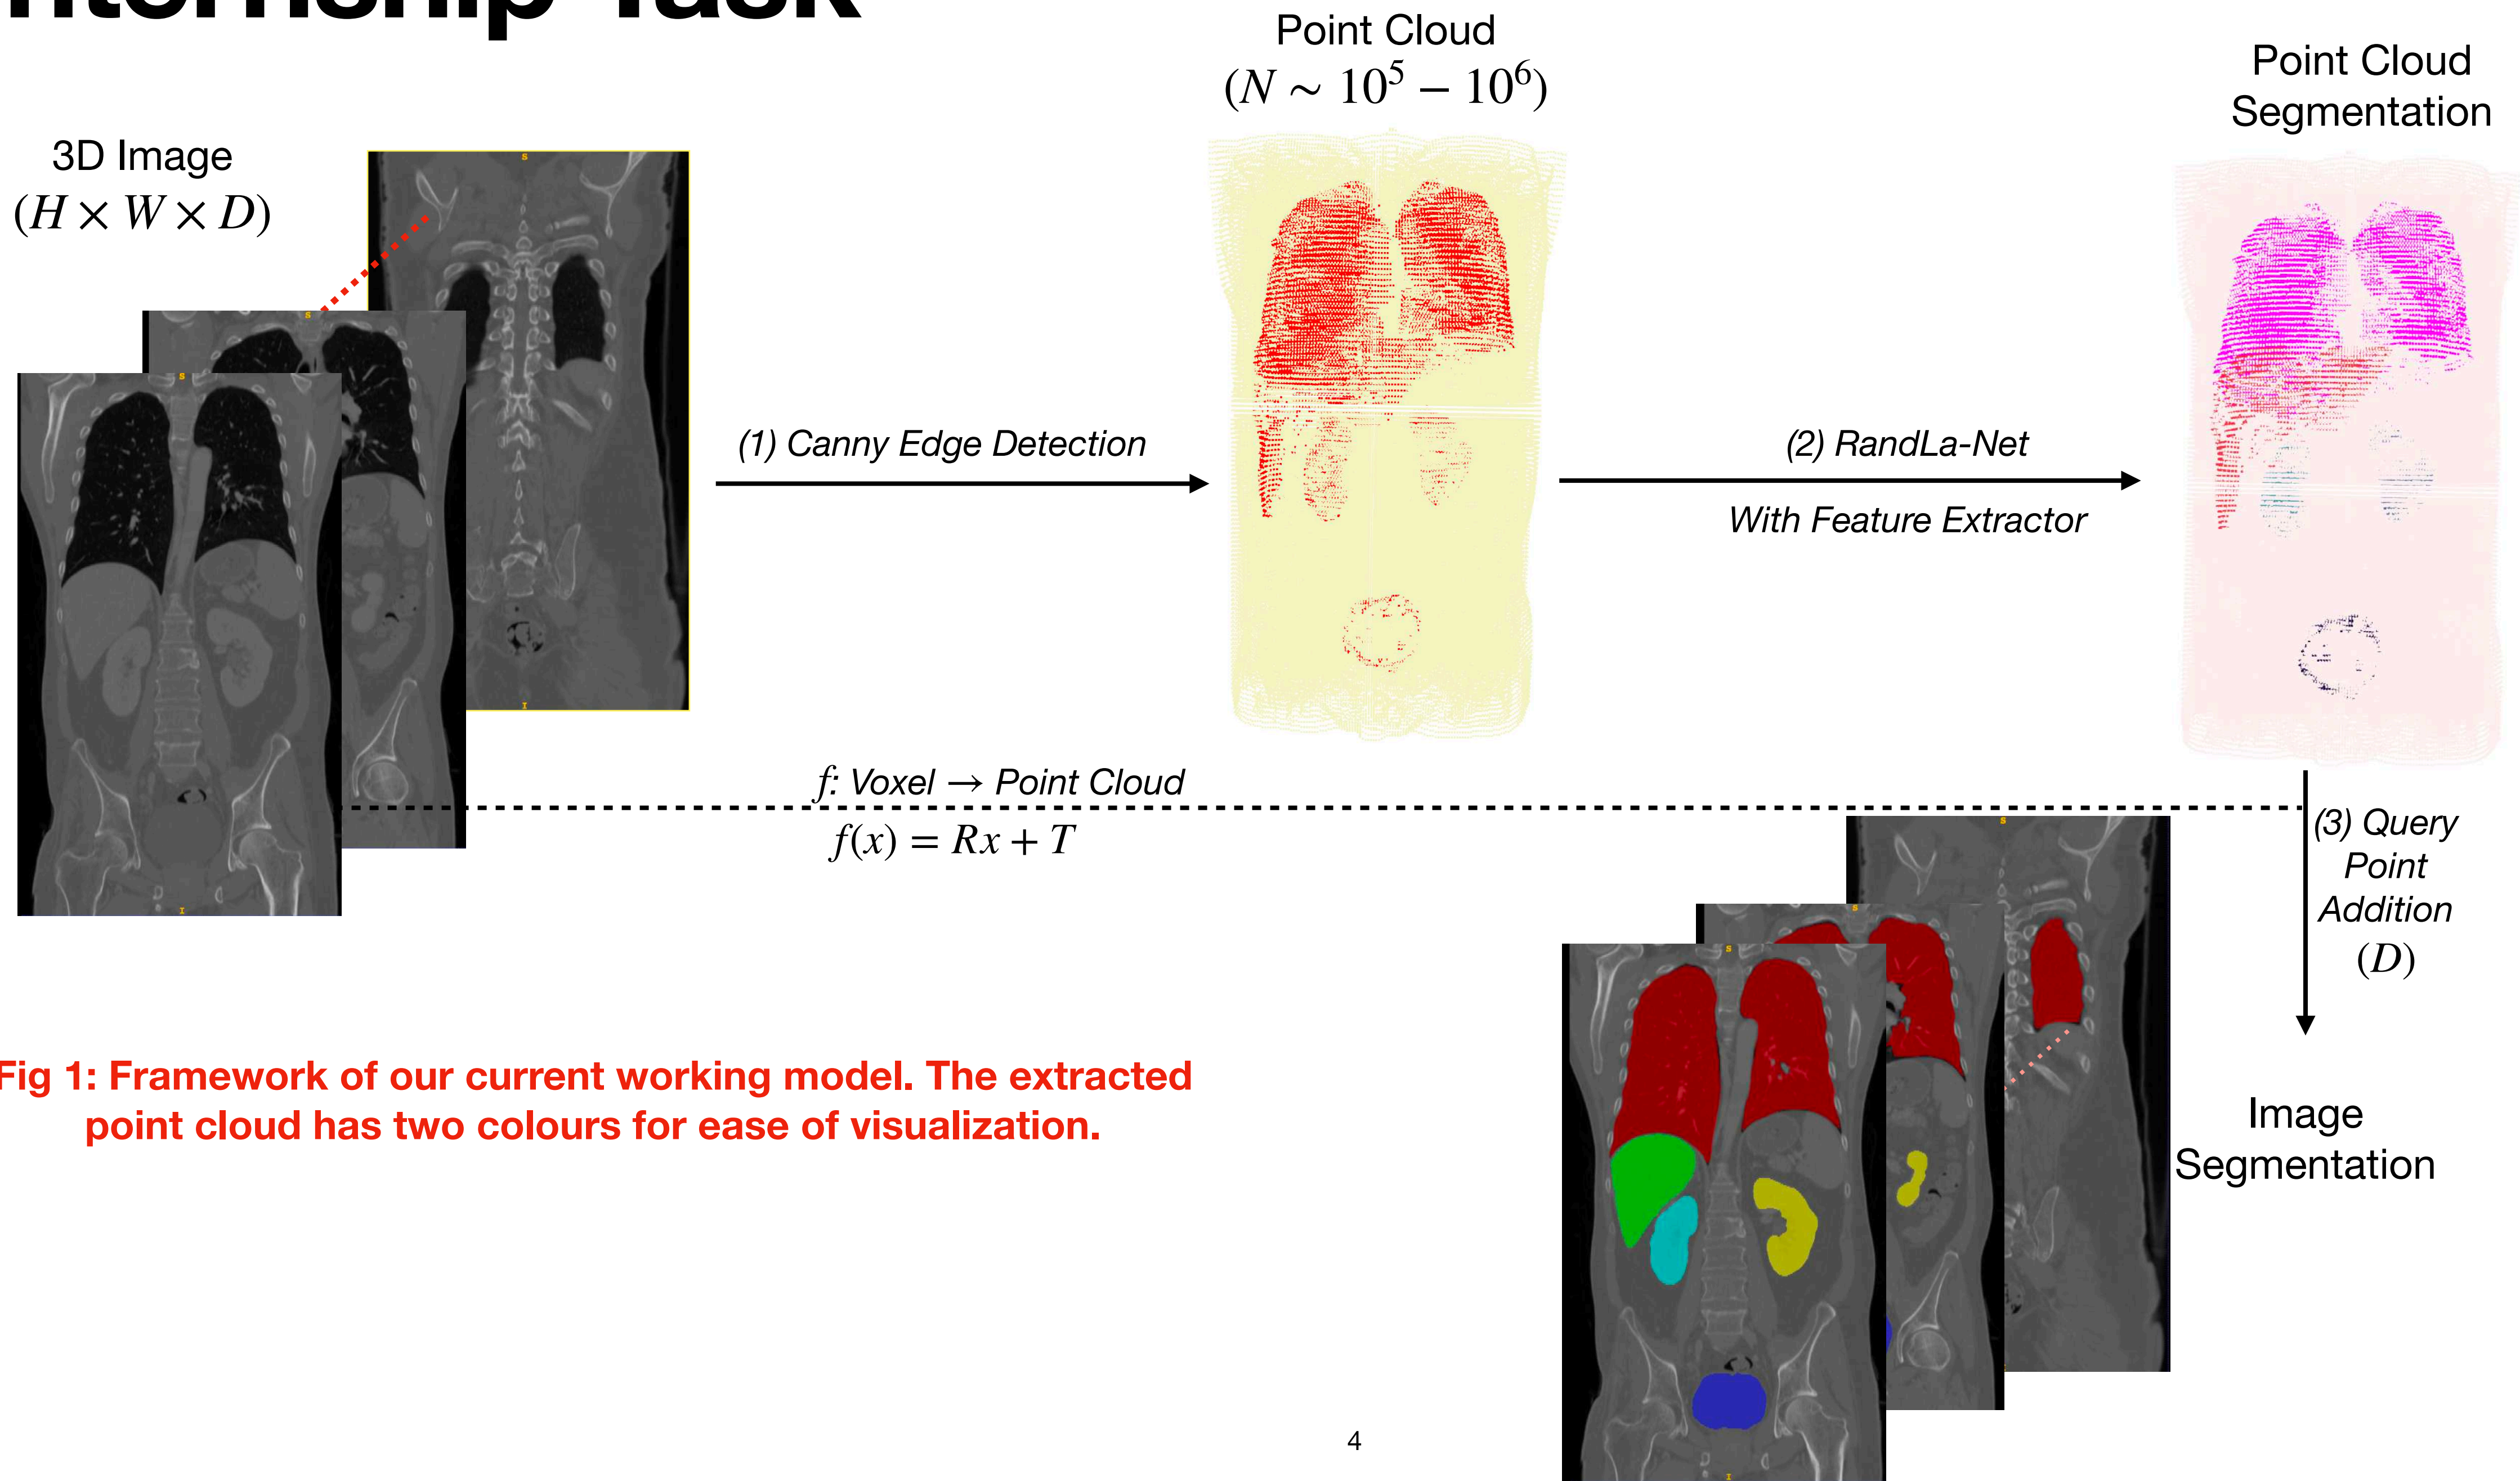 nternship Task
Point Cloud
(N ∼ 10⁵ − 10⁶)
Point Cloud
Segmentation
3D Image
(H × W × D)
S
S
S
(1) Canny Edge Detection
(2) RandLa-Net
With Feature Extractor
I
I
f: Voxel → Point Cloud
f(x) = Rx + T
(3) Query
Point
Addition
(D)
S
S
S
Fig 1: Framework of our current working model. The extracted
point cloud has two colours for ease of visualization.
Image
Segmentation
I
4